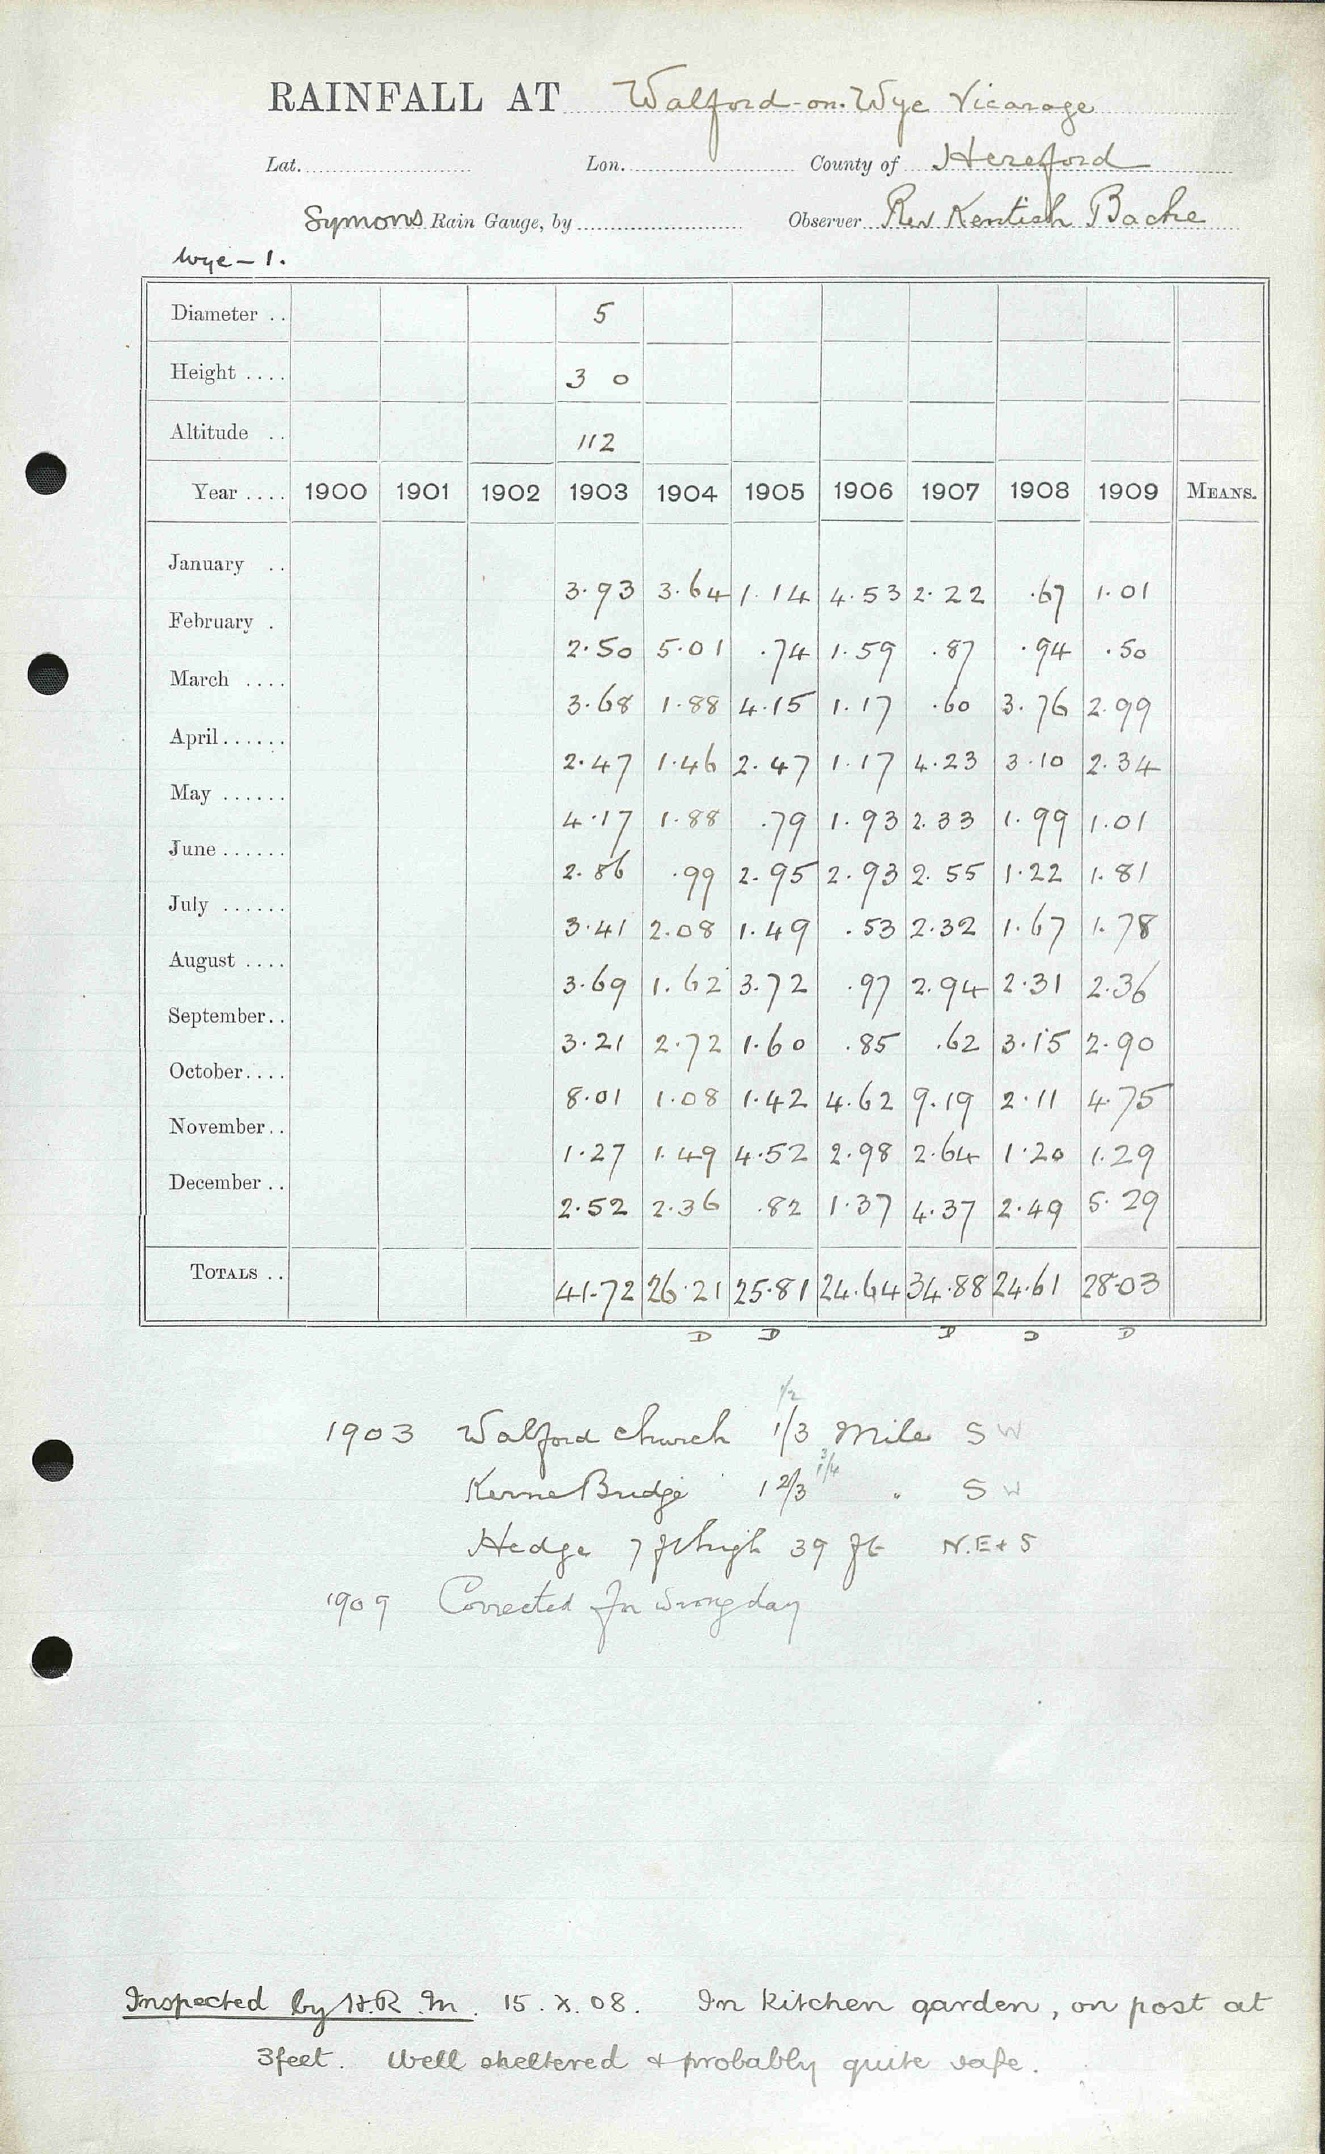 RAINFALL AT Walford-on-Wye Vicarage
Lat. Lon. County of Hereford
Symons Rain Gauge, by Observer Rev Kentish Bache
Wye – 1.
Diameter .. 5
Height .... 3 0
Altitude .. 112
Year .... 1900 1901 1902 1903 1904 1905 1906 1907 1908 1909 MEANS.
January .. 3.93 3.64 1.14 4.53 2.22 .67 1.01
February . 2.50 5.01 .74 1.59 .87 .94 .50
March .... 3.68 1.88 4.15 1.17 .60 3.76 2.99
April...... 2.47 1.46 2.47 1.17 4.23 3.10 2.34
May ...... 4.17 1.88 .79 1.93 2.33 1.99 1.01
June ...... 2.86 .99 2.95 2.93 2.55 1.22 1.81
July ...... 3.41 2.08 1.49 .53 2.32 1.67 1.78
August .... 3.69 1.62 3.72 .97 2.94 2.31 2.36
September.. 3.21 2.72 1.60 .85 .62 3.15 2.90
October.... 8.01 1.08 1.42 4.62 9.19 2.11 4.75
November.. 1.27 1.49 4.52 2.98 2.64 1.20 1.29
December .. 2.52 2.36 .82 1.37 4.37 2.49 5.29
TOTALS .. 41.72 26.21 25.81 24.64 34.88 24.61 28.03
D D D D D
1/2
1903 Walford Church 1/3 Mile S W
3/4
Kerne Bridge 1 2/3 " S W
Hedge 7 ft high 39 ft N.E + S
1909 Corrected for wrong day
Inspected by H.R.M. 15.X.08. In kitchen garden, on post at
3 feet. Well sheltered + probably quite safe.